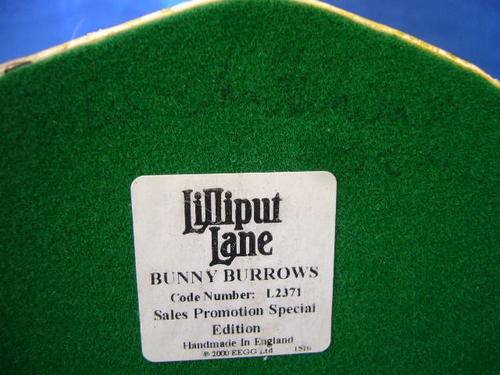 Lilliput
Lane
BUNNY BURROWS
Code Number: L2371
Sales Promotion Special
Edition
Handmade In England
© 2000 EEGG Ltd